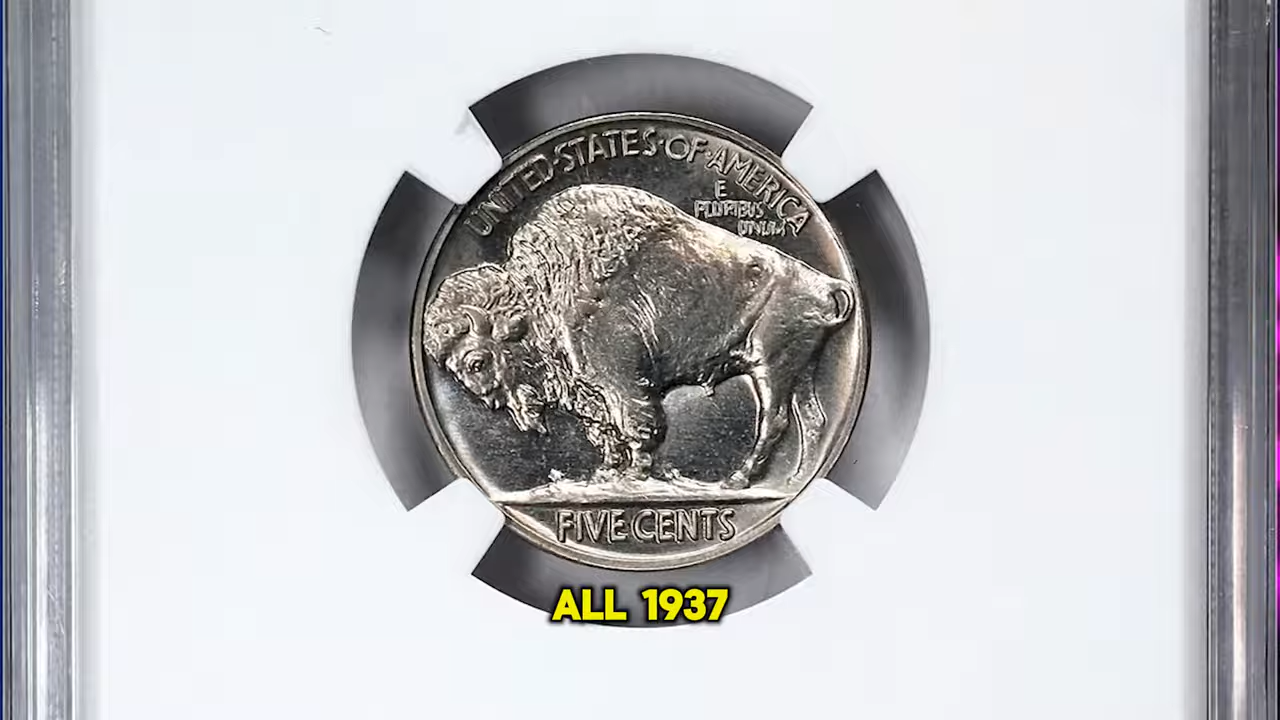 UNITED·STATES·OF·AMERICA
E
PLURIBUS
UNUM
FIVE CENTS
ALL 1937